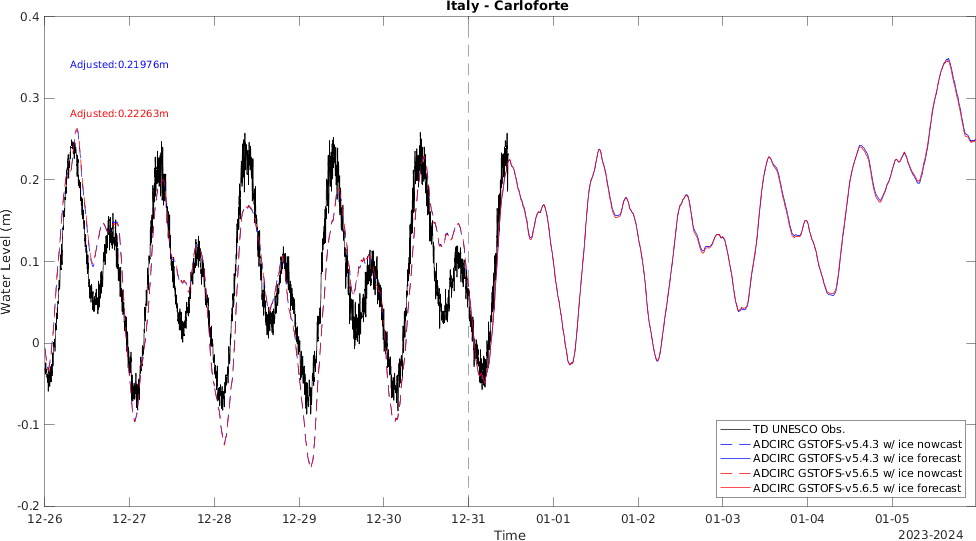 Italy - Carloforte
Water Level (m)
0.4
0.3
0.2
0.1
0
-0.1
-0.2
Adjusted:0.21976m
Adjusted:0.22263m
TD UNESCO Obs.
ADCIRC GSTOFS-v5.4.3 w/ ice nowcast
ADCIRC GSTOFS-v5.4.3 w/ ice forecast
ADCIRC GSTOFS-v5.6.5 w/ ice nowcast
ADCIRC GSTOFS-v5.6.5 w/ ice forecast
12-26 12-27 12-28 12-29 12-30 12-31 01-01 01-02 01-03 01-04 01-05
Time
2023-2024